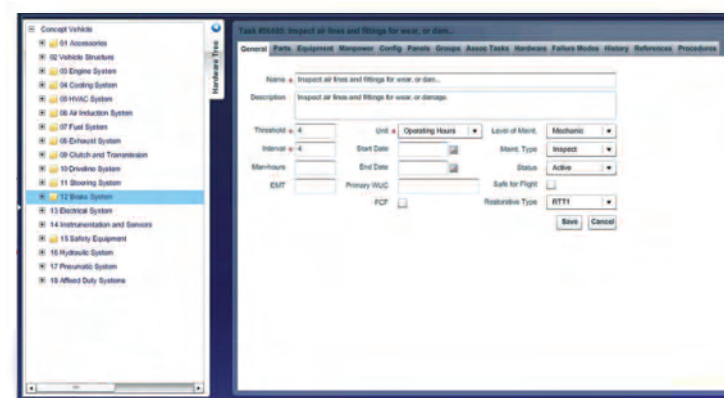 Concept Vehicle
01 Accessories
02 Vehicle Structure
03 Engine System
04 Cooling System
05 HVAC System
06 Air Induction System
07 Fuel System
08 Exhaust System
09 Clutch and Transmission
10 Driveline System
11 Steering System
12 Brake System
13 Electrical System
14 Instrumentation and Sensors
15 Safety Equipment
16 Hydraulic System
17 Pneumatic System
18 Affixed Duty Systems
Hardware Tree
Inspect air lines and fittings for wear, or dam...
General Parts Equipment Manpower Config Panels Groups Assoc Tasks Hardware Failure Modes History References Procedures
Name Inspect air lines and fittings for wear, or dam...
Description Inspect air lines and fittings for wear, or damage.
Threshold 4 Unit Operating Hours Level of Maint. Mechanic
Interval 4 Start Date Maint. Type Inspect
Manhours End Date Status Active
EMT Primary WUC Safe for Flight
FCF Restorative Type RTT1
Save Cancel